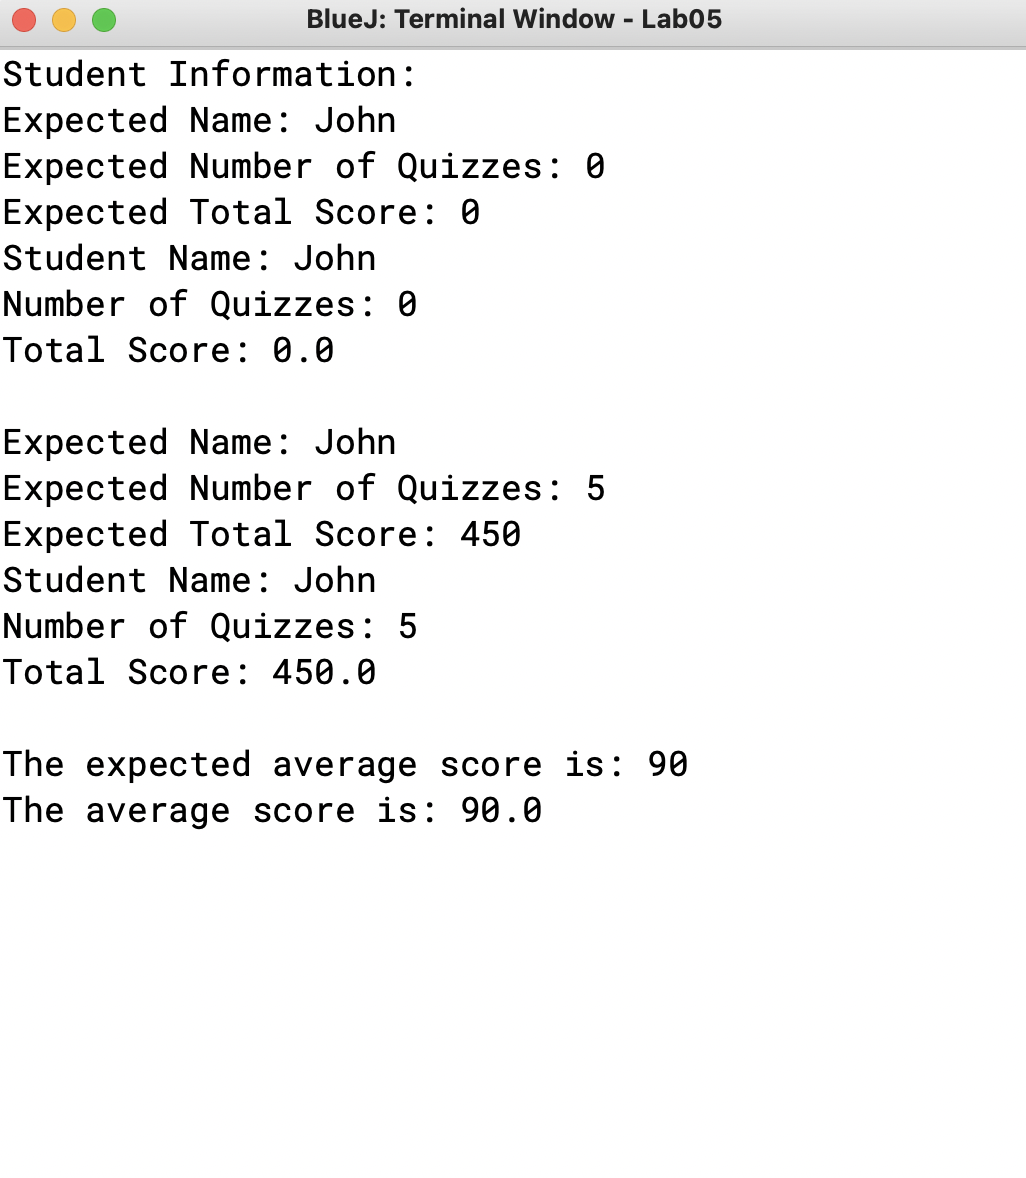 BlueJ: Terminal Window - Lab05
Student Information:
Expected Name: John
Expected Number of Quizzes: 0
Expected Total Score: 0
Student Name: John
Number of Quizzes: 0
Total Score: 0.0
Expected Name: John
Expected Number of Quizzes: 5
Expected Total Score: 450
Student Name: John
Number of Quizzes: 5
Total Score: 450.0
The expected average score is: 90
The average score is: 90.0